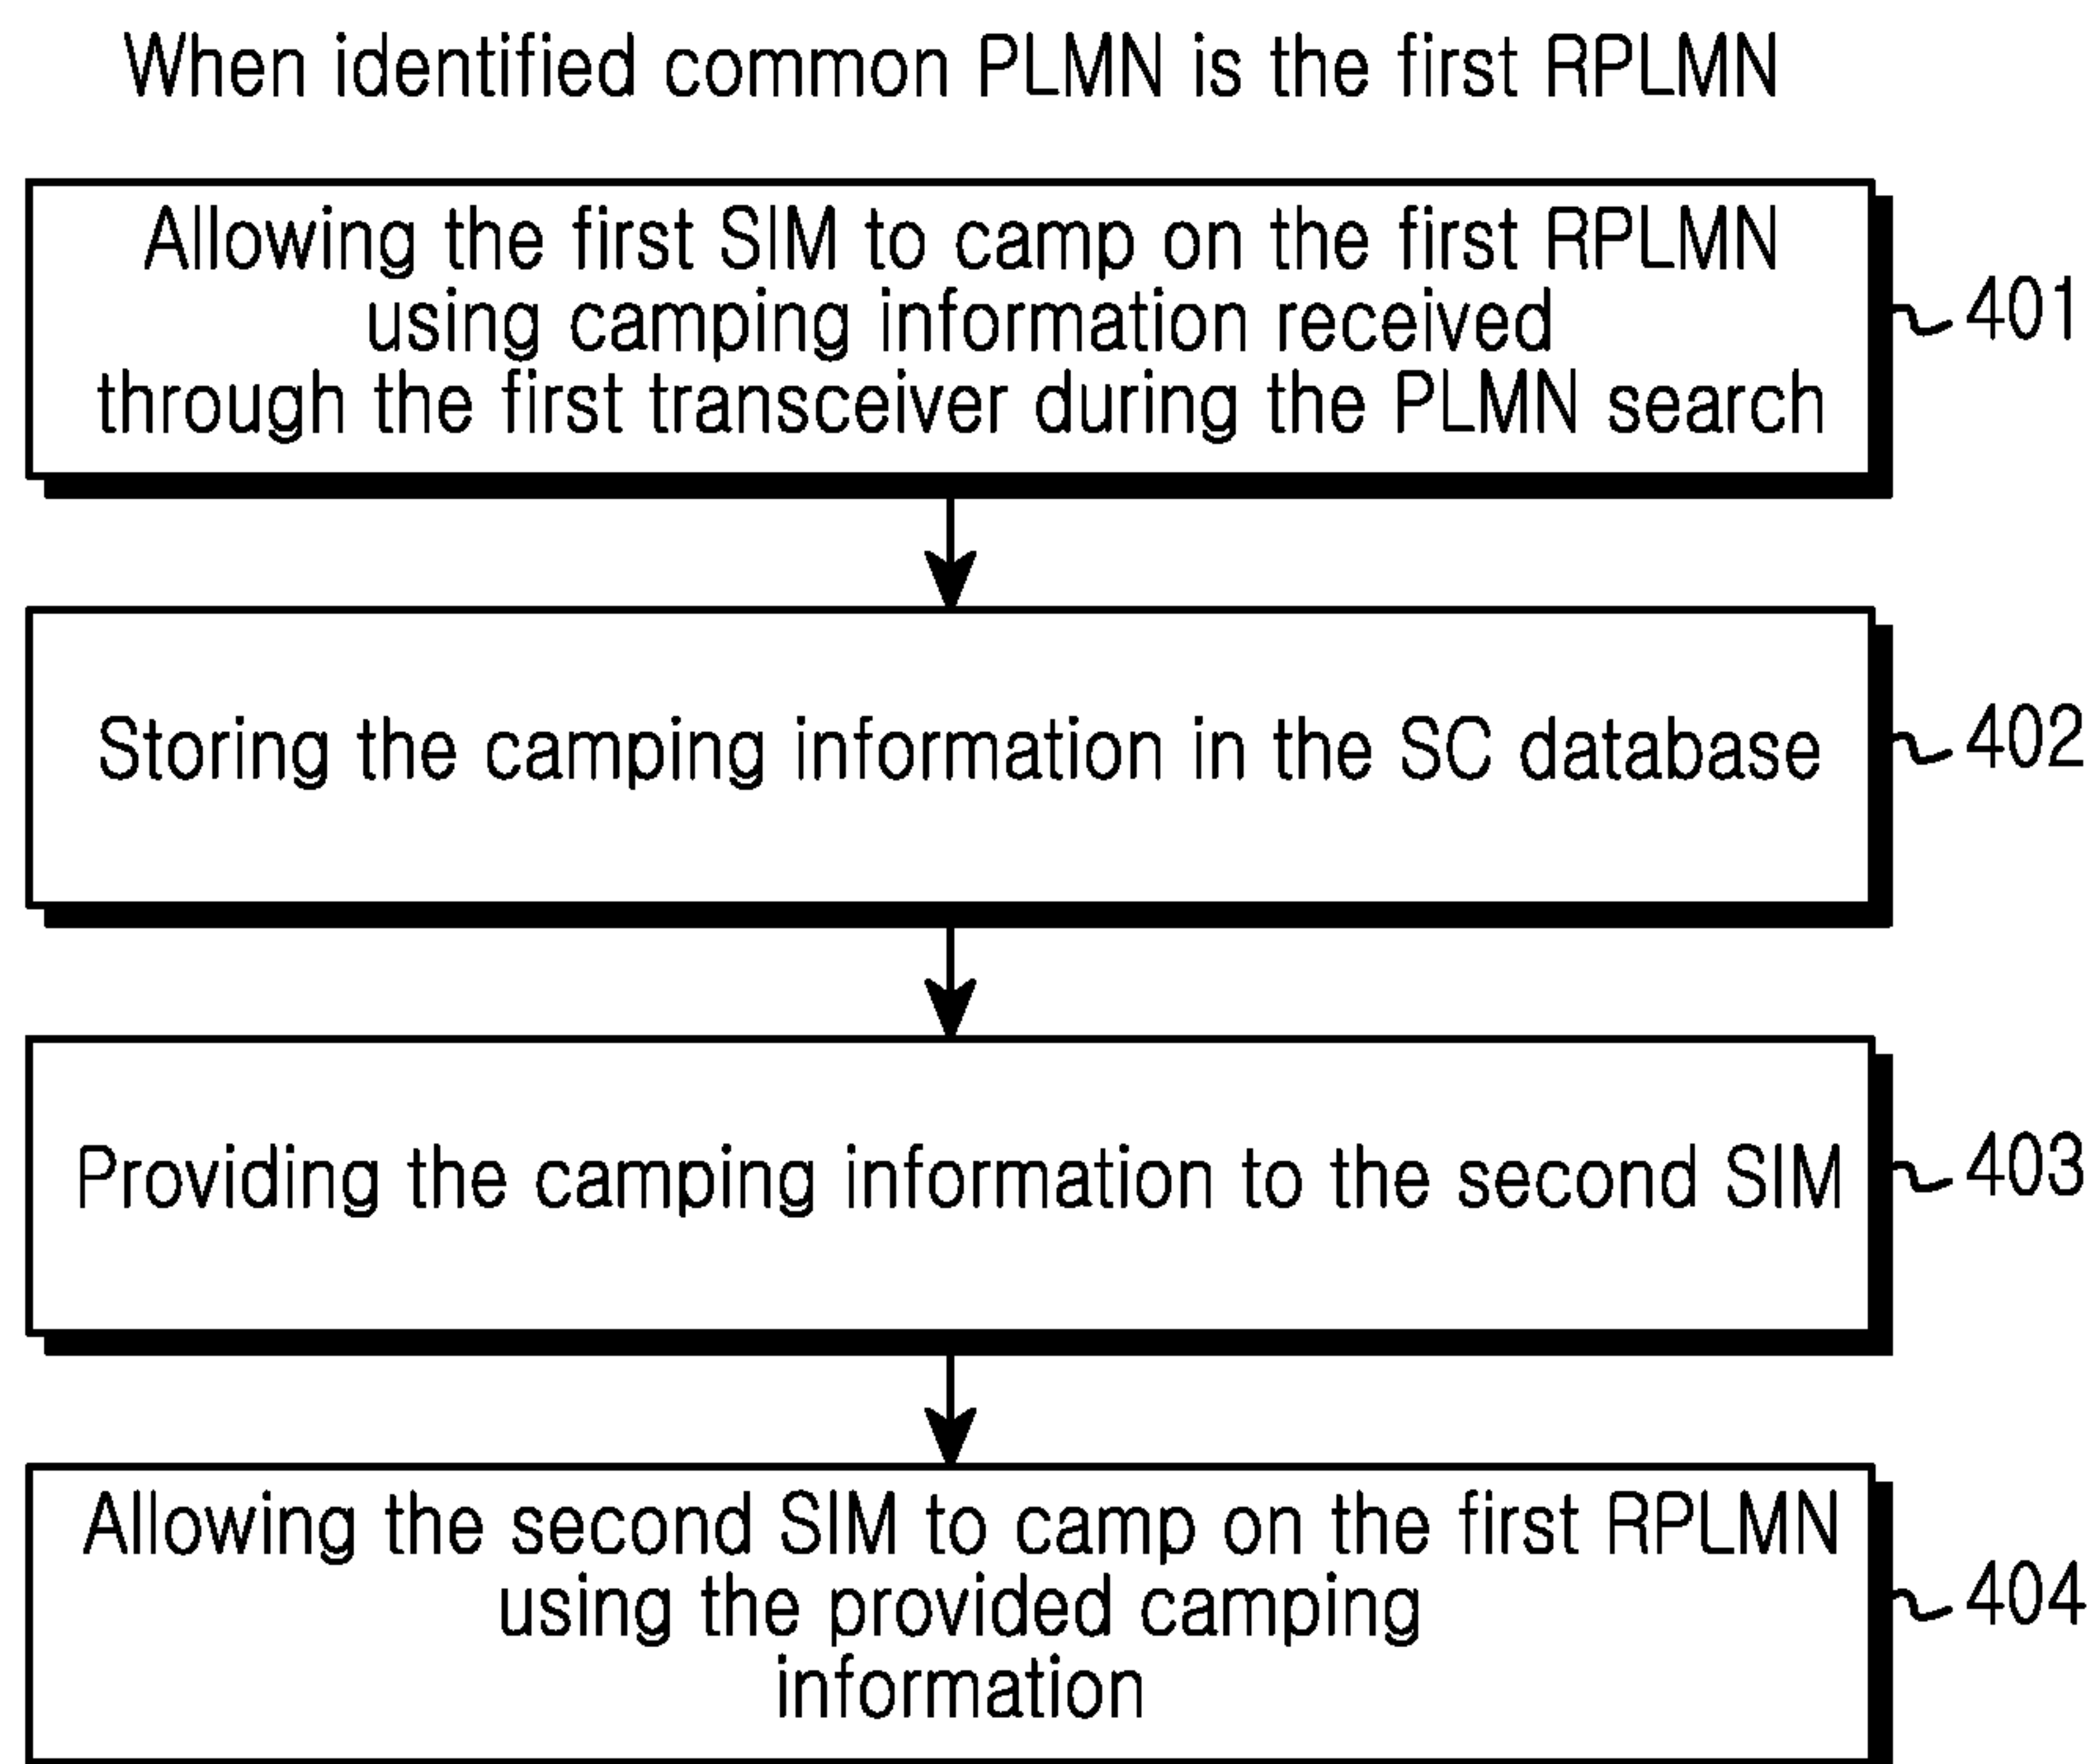 When identified common PLMN is the first RPLMN
Allowing the first SIM to camp on the first RPLMN
using camping information received
through the first transceiver during the PLMN search
401
Storing the camping information in the SC database
402
Providing the camping information to the second SIM
403
Allowing the second SIM to camp on the first RPLMN
using the provided camping
information
404